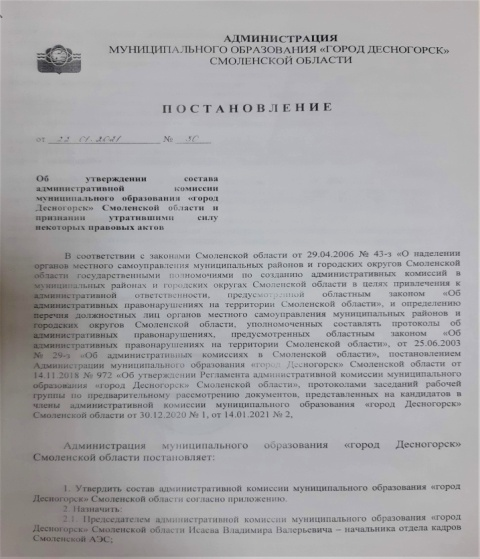 АДМИНИСТРАЦИЯ
МУНИЦИПАЛЬНОГО ОБРАЗОВАНИЯ «ГОРОД ДЕСНОГОРСК»
СМОЛЕНСКОЙ ОБЛАСТИ
ПОСТАНОВЛЕНИЕ
от 22 01.2021 № 30
Об утверждении состава
административной комиссии
муниципального образования «город
Десногорск» Смоленской области и
признании утратившими силу
некоторых правовых актов
В соответствии с законами Смоленской области от 29.04.2006 № 43-з «О наделении
органов местного самоуправления муниципальных районов и городских округов Смоленской
области государственными полномочиями по созданию административных комиссий в
муниципальных районах и городских округах Смоленской области в целях привлечения к
административной ответственности, предусмотренной областным законом «Об
административных правонарушениях на территории Смоленской области», и определению
перечня должностных лиц органов местного самоуправления муниципальных районов и
городских округов Смоленской области, уполномоченных составлять протоколы об
административных правонарушениях, предусмотренных областным законом «Об
административных правонарушениях на территории Смоленской области», от 25.06.2003
№ 29-з «Об административных комиссиях в Смоленской области», постановлением
Администрации муниципального образования «город Десногорск» Смоленской области от
14.11.2018 № 972 «Об утверждении Регламента административной комиссии муниципального
образования «город Десногорск» Смоленской области», протоколами заседаний рабочей
группы по предварительному рассмотрению документов, представленных на кандидатов в
члены административной комиссии муниципального образования «город Десногорск»
Смоленской области от 30.12.2020 № 1, от 14.01.2021 № 2,
Администрация муниципального образования «город Десногорск»
Смоленской области постановляет:
1. Утвердить состав административной комиссии муниципального образования «город
Десногорск» Смоленской области согласно приложению.
2. Назначить:
2.1. Председателем административной комиссии муниципального образования «город
Десногорск» Смоленской области Исаева Владимира Валерьевича – начальника отдела кадров
Смоленской АЭС;